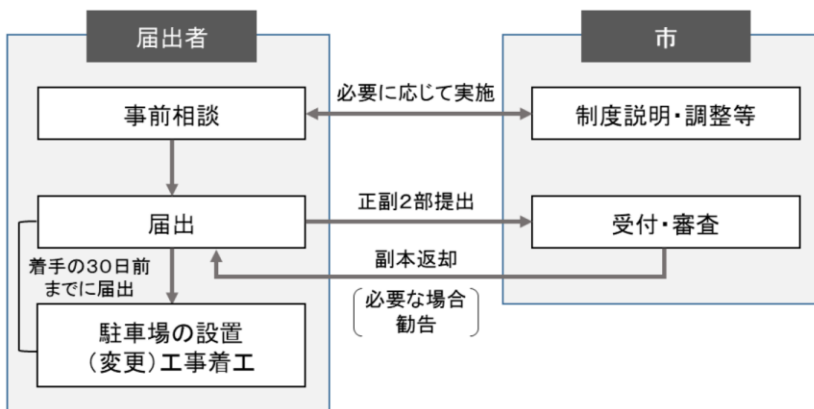 届出者
市
事前相談
必要に応じて実施
制度説明・調整等
届出
正副2部提出
受付・審査
副本返却
着手の30日前
までに届出
必要な場合
勧告
駐車場の設置
(変更)工事着工